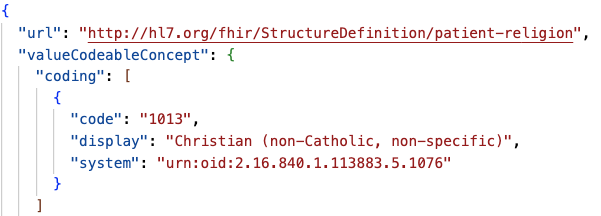 {
"url": "http://hl7.org/fhir/StructureDefinition/patient-religion",
"valueCodeableConcept": {
"coding": [
{
"code": "1013",
"display": "Christian (non-Catholic, non-specific)",
"system": "urn:oid:2.16.840.1.113883.5.1076"
}
]